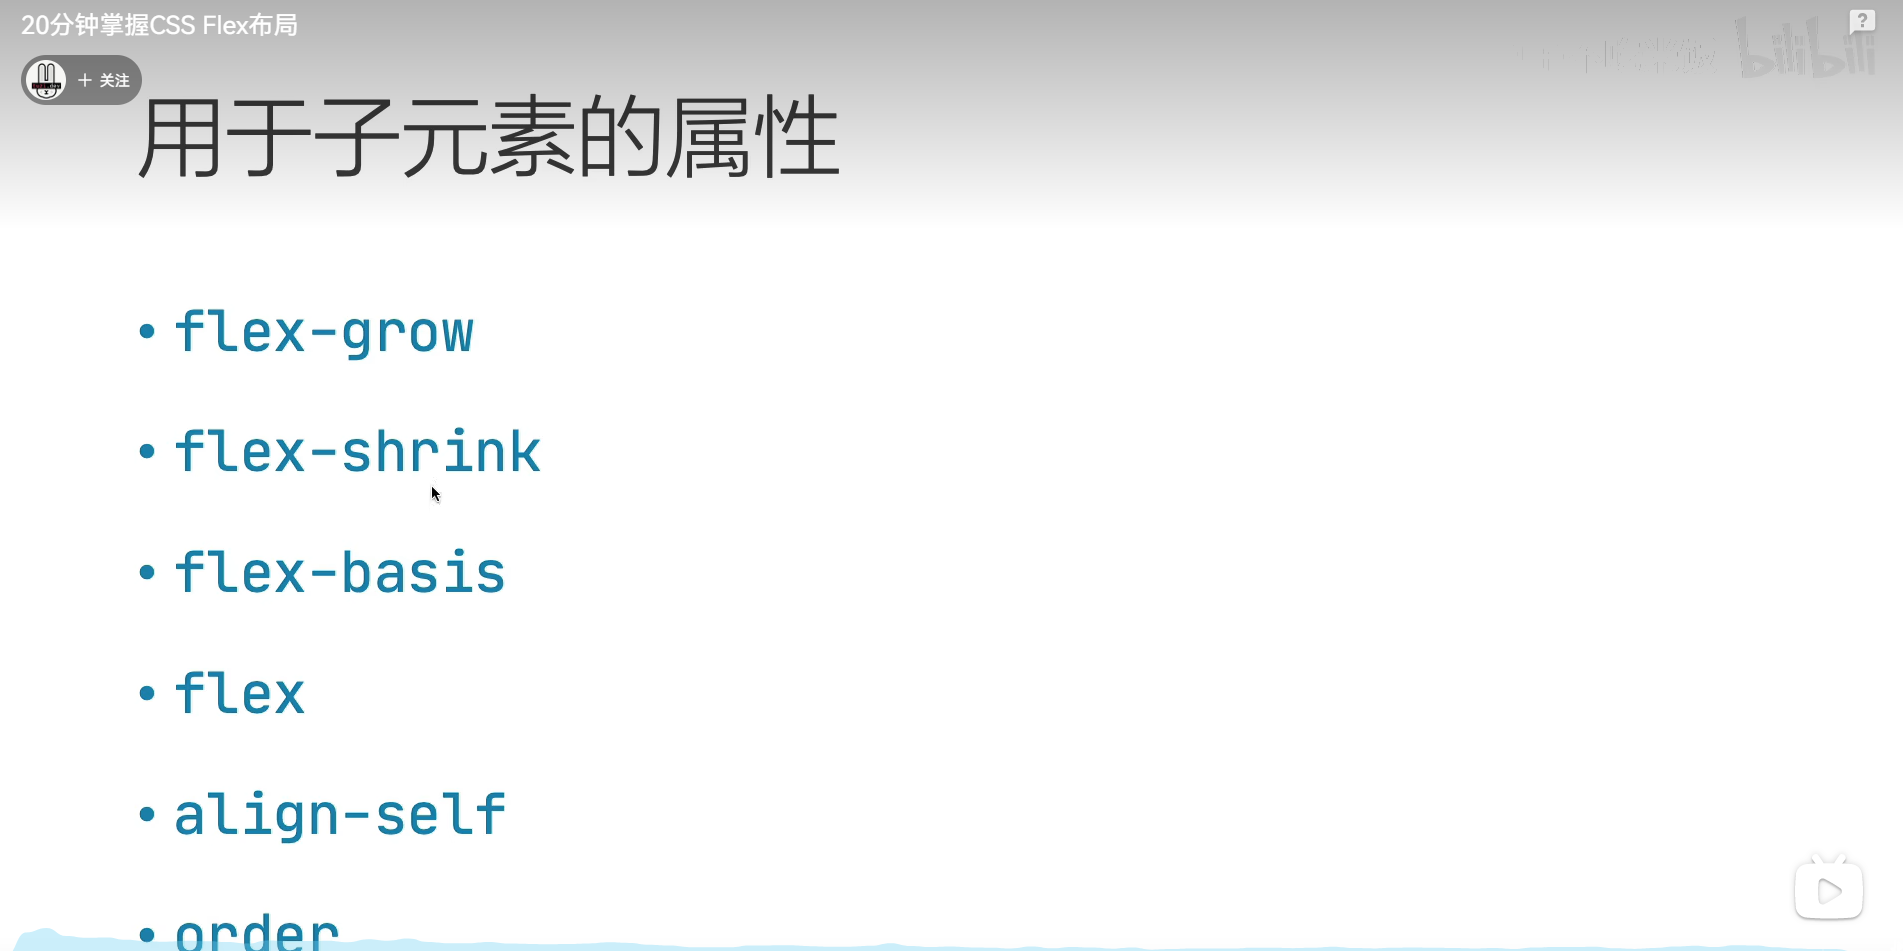 20分钟掌握CSS Flex布局
+ 关注
bilibili
用于子元素的属性
• flex-grow
• flex-shrink
• flex-basis
• flex
• align-self
• order